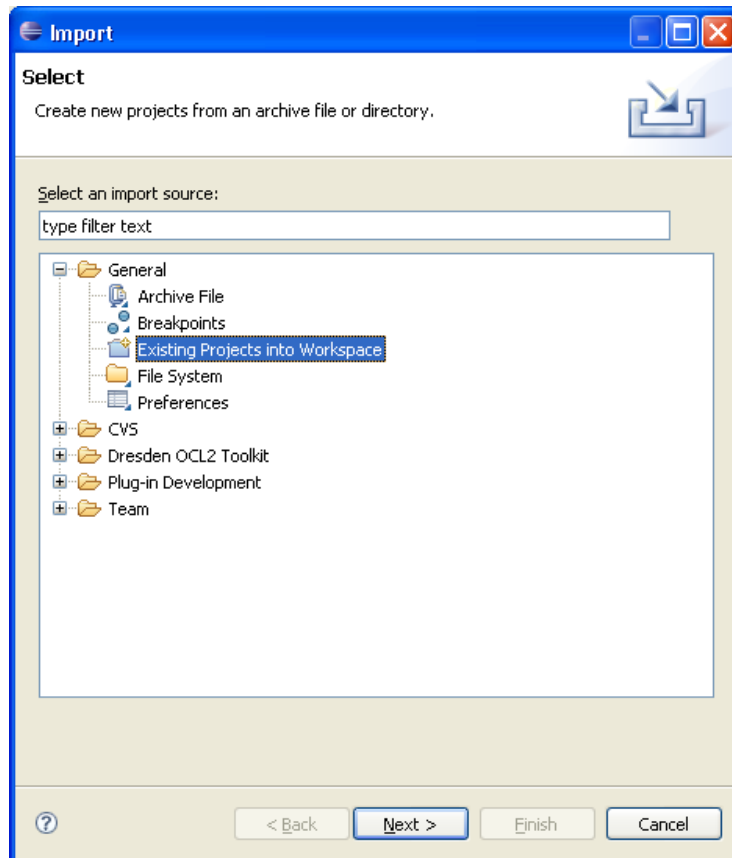 Import
Select
Create new projects from an archive file or directory.
Select an import source:
type filter text
General
Archive File
Breakpoints
Existing Projects into Workspace
File System
Preferences
CVS
Dresden OCL2 Toolkit
Plug-in Development
Team
< Back Next > Finish Cancel